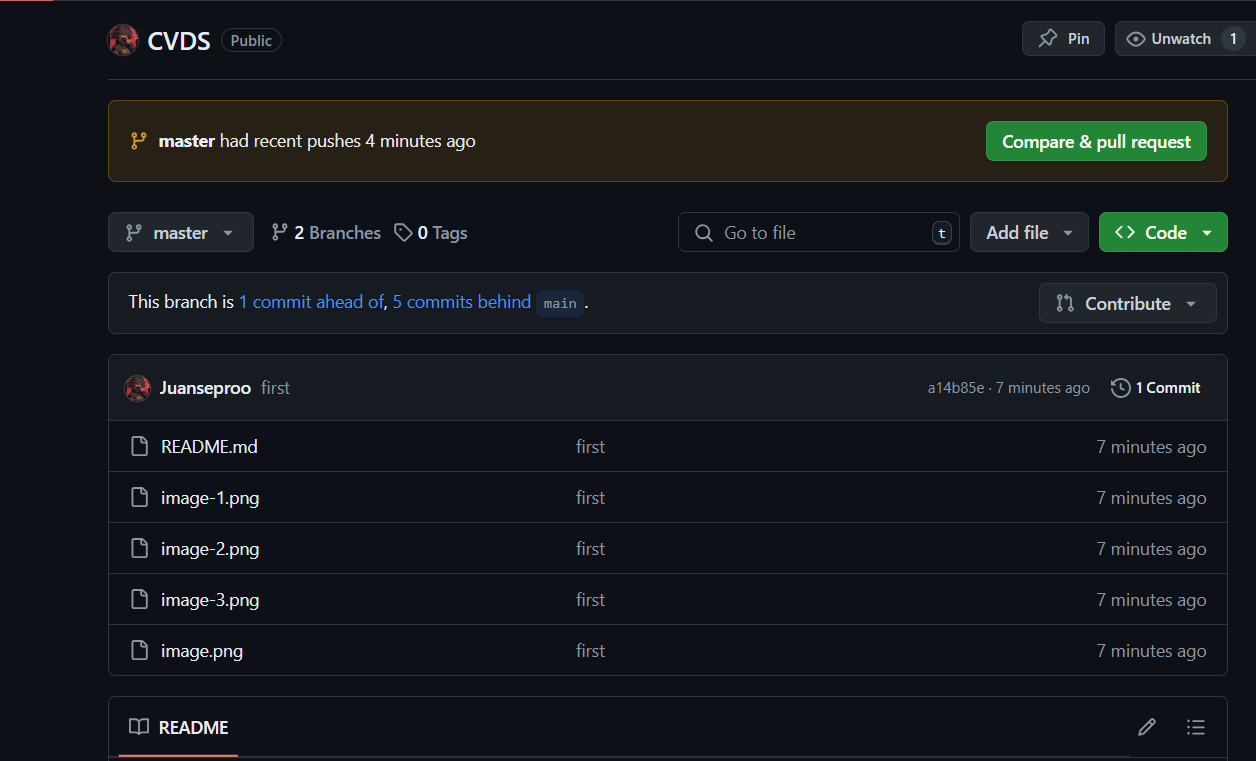 CVDS Public Pin Unwatch 1
master had recent pushes 4 minutes ago Compare & pull request
master 2 Branches 0 Tags Go to file t Add file Code
This branch is 1 commit ahead of, 5 commits behind main . Contribute
Juanseproo first a14b85e · 7 minutes ago 1 Commit
README.md first 7 minutes ago
image-1.png first 7 minutes ago
image-2.png first 7 minutes ago
image-3.png first 7 minutes ago
image.png first 7 minutes ago
README